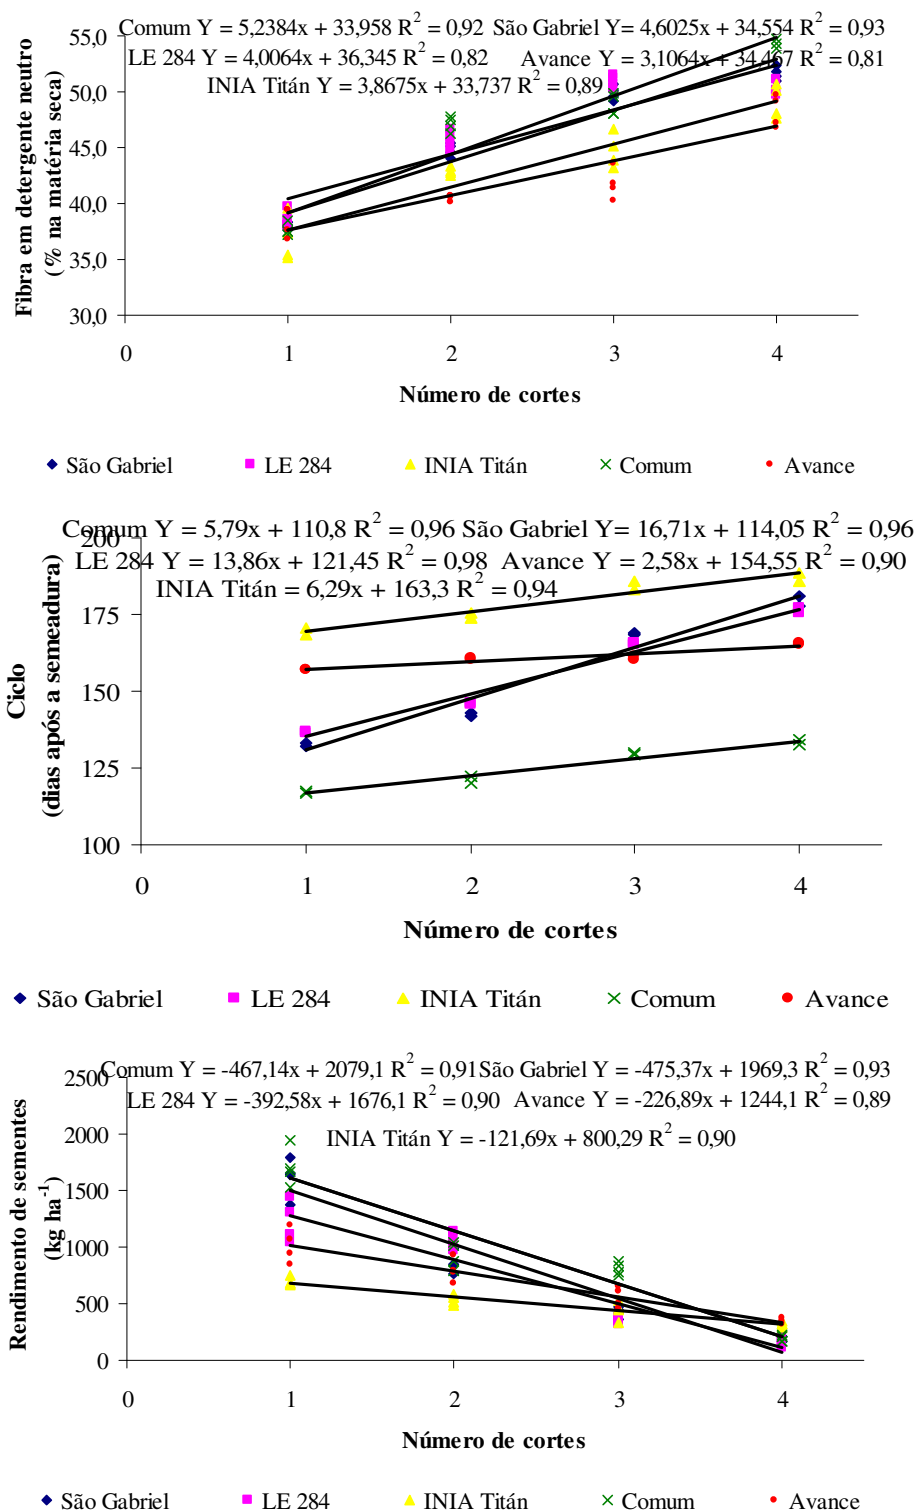 Comum Y = 5,2384x + 33,958 R² = 0,92 São Gabriel Y= 4,6025x + 34,554 R² = 0,93
LE 284 Y = 4,0064x + 36,345 R² = 0,82 Avance Y = 3,1064x + 34,467 R² = 0,81
INIA Titán Y = 3,8675x + 33,737 R² = 0,89
Fibra em detergente neutro
(% na matéria seca)
55,0
50,0
45,0
40,0
35,0
30,0
0 1 2 3 4
Número de cortes
São Gabriel LE 284 INIA Titán Comum Avance
Comum Y = 5,79x + 110,8 R² = 0,96 São Gabriel Y= 16,71x + 114,05 R² = 0,96
LE 284 Y = 13,86x + 121,45 R² = 0,98 Avance Y = 2,58x + 154,55 R² = 0,90
INIA Titán = 6,29x + 163,3 R² = 0,94
Ciclo
(dias após a semeadura)
200
175
150
125
100
0 1 2 3 4
Número de cortes
São Gabriel LE 284 INIA Titán Comum Avance
Comum Y = -467,14x + 2079,1 R² = 0,91 São Gabriel Y = -475,37x + 1969,3 R² = 0,93
LE 284 Y = -392,58x + 1676,1 R² = 0,90 Avance Y = -226,89x + 1244,1 R² = 0,89
INIA Titán Y = -121,69x + 800,29 R² = 0,90
Rendimento de sementes
(kg ha⁻¹)
2500
2000
1500
1000
500
0
0 1 2 3 4
Número de cortes
São Gabriel LE 284 INIA Titán Comum Avance